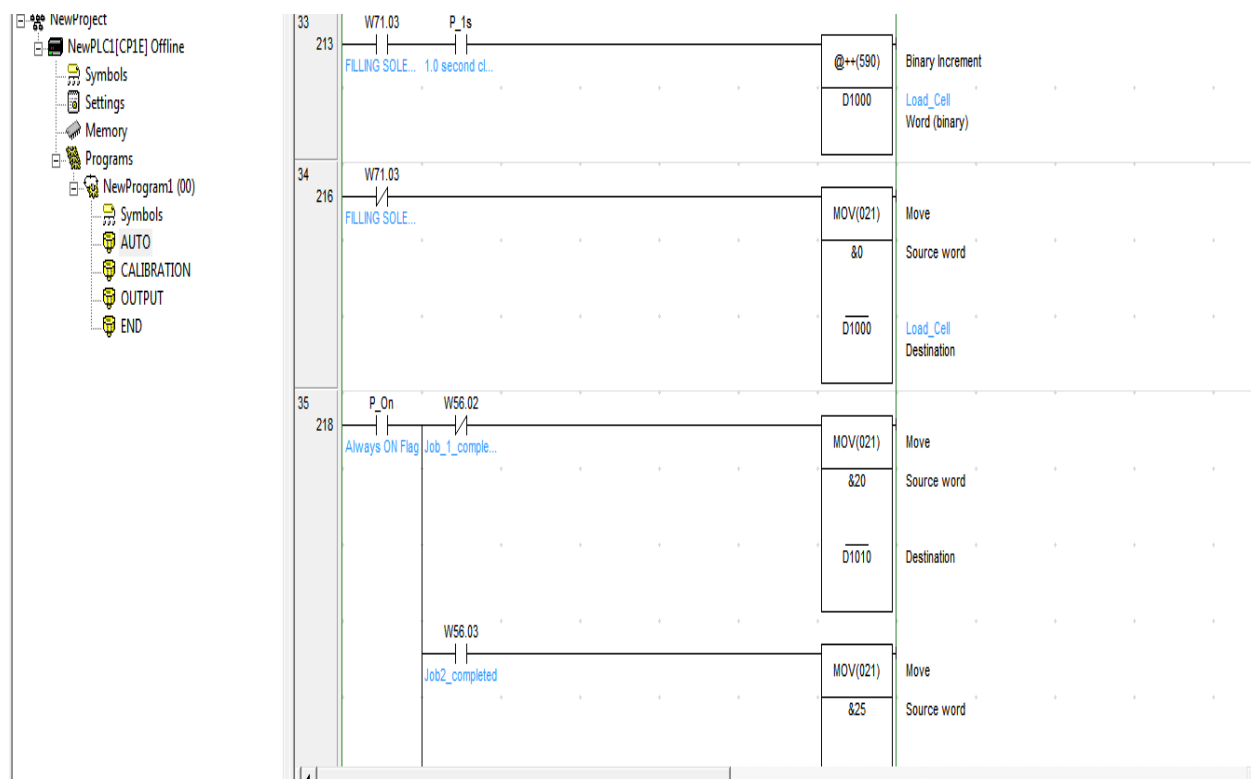 NewProject
NewPLC1[CP1E] Offline
Symbols
Settings
Memory
Programs
NewProgram1 (00)
Symbols
AUTO
CALIBRATION
OUTPUT
END
33 W71.03 P_1s
213
FILLING SOLE... 1.0 second cl...
@++(590) Binary Increment
D1000 Load_Cell
Word (binary)
34 W71.03
216
FILLING SOLE...
MOV(021) Move
&0 Source word
D1000 Load_Cell
Destination
35 P_On W56.02
218
Always ON Flag Job_1_comple...
MOV(021) Move
&20 Source word
D1010 Destination
W56.03
Job2_completed
MOV(021) Move
&25 Source word